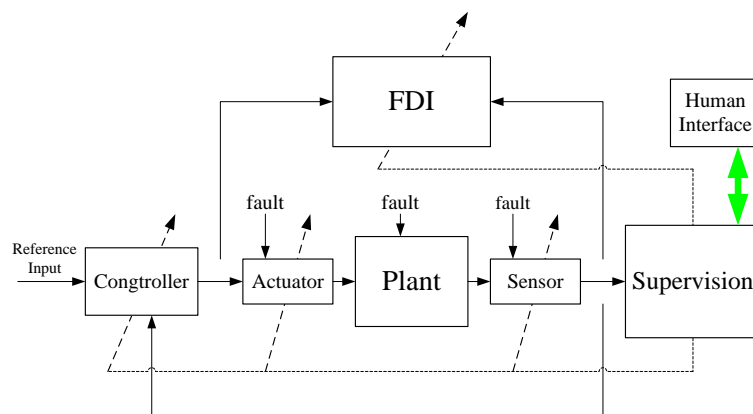 FDI
Human
Interface
fault
fault
fault
Reference
Input
Congtroller
Actuator
Plant
Sensor
Supervision